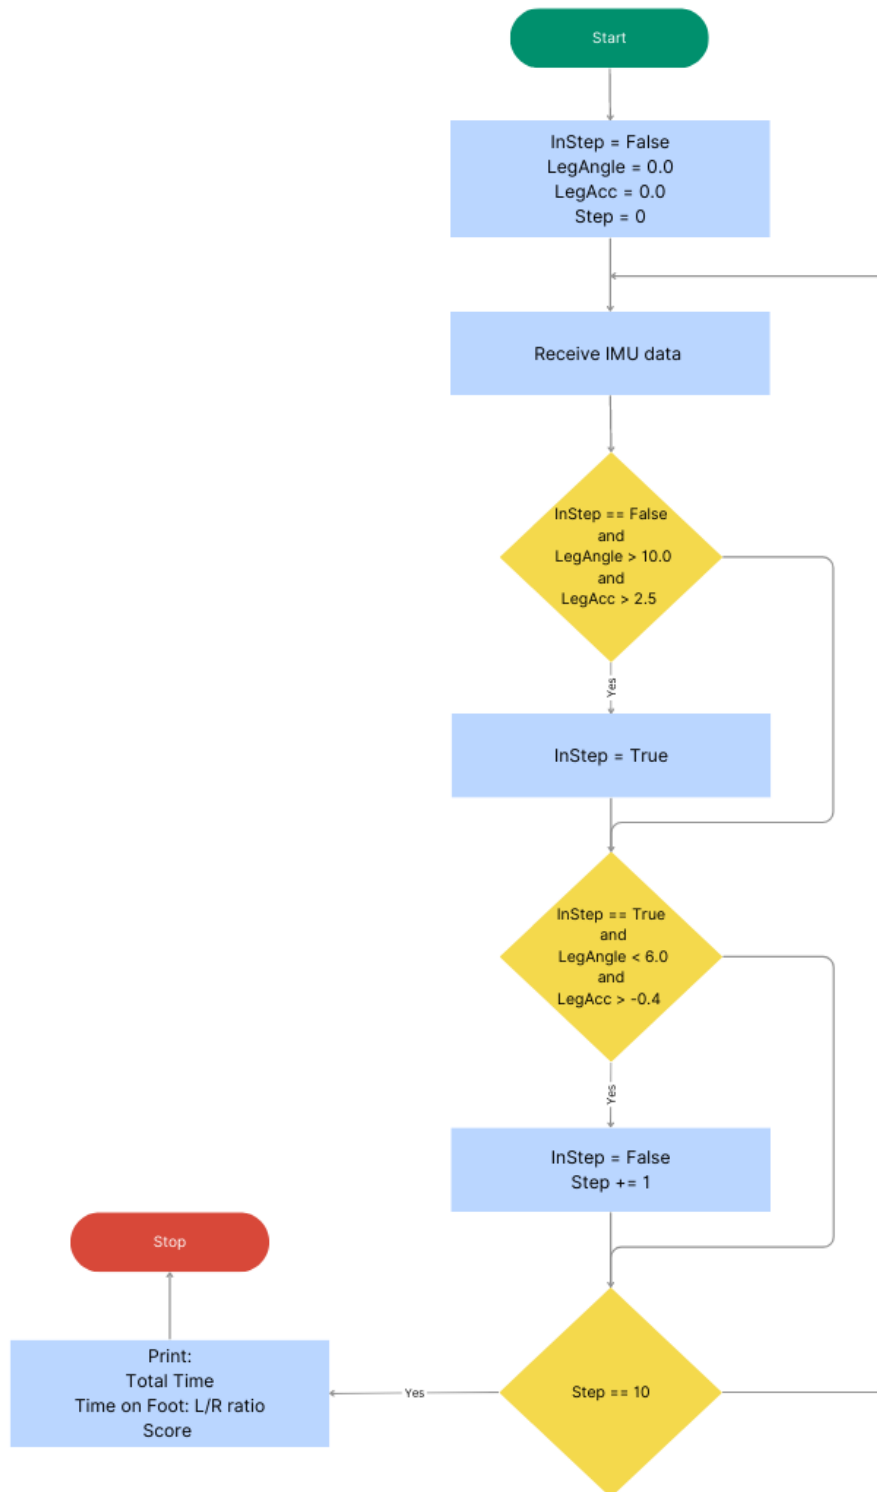 Start
InStep = False
LegAngle = 0.0
LegAcc = 0.0
Step = 0
Receive IMU data
InStep == False
and
LegAngle > 10.0
and
LegAcc > 2.5
Yes
InStep = True
InStep == True
and
LegAngle < 6.0
and
LegAcc > -0.4
Yes
InStep = False
Step += 1
Stop
Print:
Total Time
Time on Foot: L/R ratio
Score
Yes
Step == 10